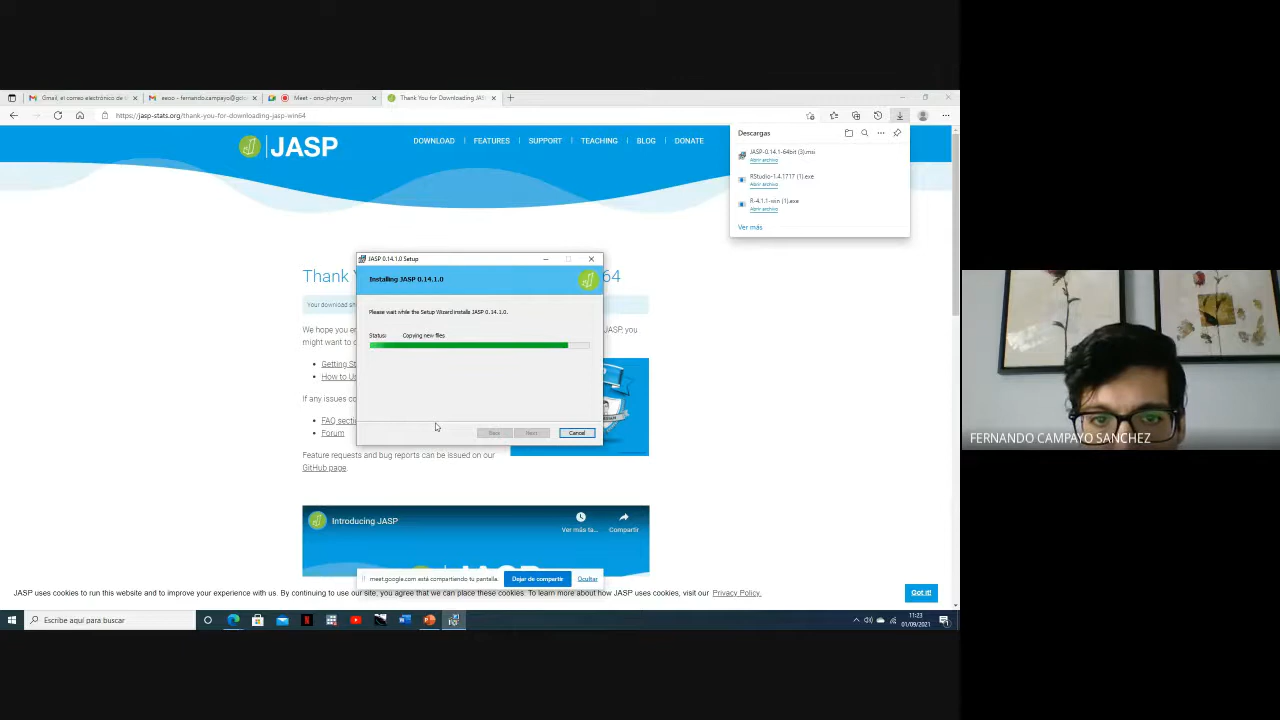 Gmail, el correo electrónico de
eeoo - fernando.campayo@gcl
Meet - ono-phry-gvm
Thank You for Downloading JAS
https://jasp-stats.org/thank-you-for-downloading-jasp-win64
JASP
DOWNLOAD
FEATURES
SUPPORT
TEACHING
BLOG
DONATE
Descargas
JASP-0.14.1-64bit (3).msi
Abrir archivo
RStudio-1.4.1717 (1).exe
Abrir archivo
R-4.1.1-win (1).exe
Abrir archivo
Ver más
JASP 0.14.1.0 Setup
Installing JASP 0.14.1.0
Please wait while the Setup Wizard installs JASP 0.14.1.0.
Status: Copying new files
Back
Next
Cancel
Thank Y
64
Your download sh
We hope you en
JASP, you
might want to c
Getting St
How to Us
If any issues co
FAQ secti
Forum
Feature requests and bug reports can be issued on our
GitHub page.
Introducing JASP
Ver más ta...
Compartir
meet.google.com está compartiendo tu pantalla.
Dejar de compartir
Ocultar
JASP uses cookies to run this website and to improve your experience with us. By continuing to use our site, you agree that we can place these cookies. To learn more about how JASP uses cookies, visit our Privacy Policy.
Got it!
Escribe aquí para buscar
11:23
01/09/2021
FERNANDO CAMPAYO SANCHEZ